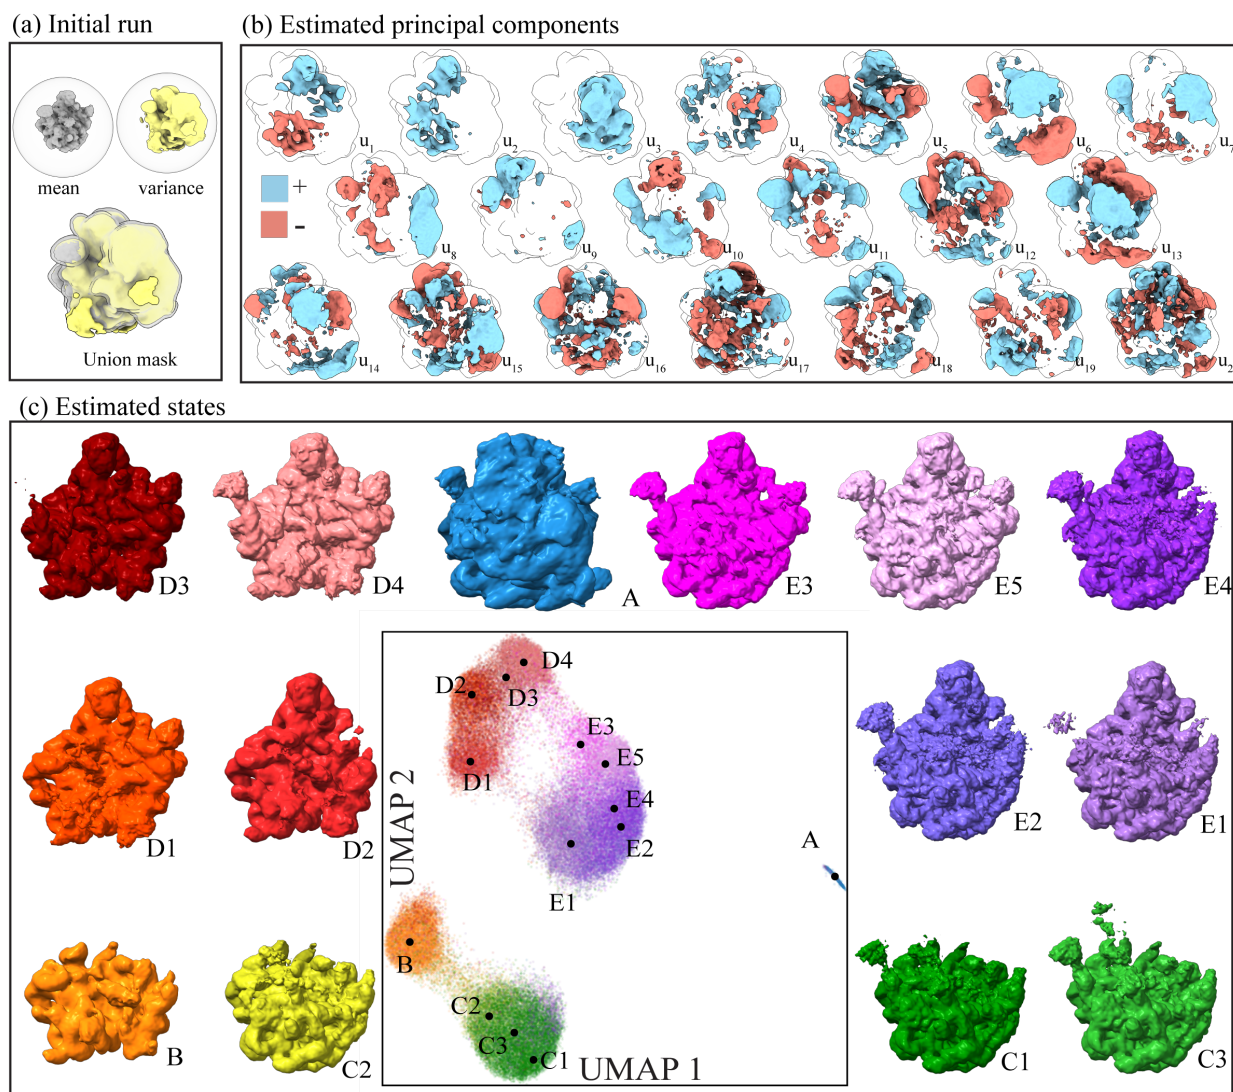 (a) Initial run
(b) Estimated principal components
mean
variance
Union mask
u1
u2
u3
u4
u5
u6
u7
+
-
u8
u9
u10
u11
u12
u13
u14
u15
u16
u17
u18
u19
u2
(c) Estimated states
D3
D4
A
E3
E5
E4
D1
D2
E2
E1
B
C2
C1
C3
D4
D2
D3
E3
D1
E5
E4
E2
A
E1
B
C2
C3
C1
UMAP 2
UMAP 1